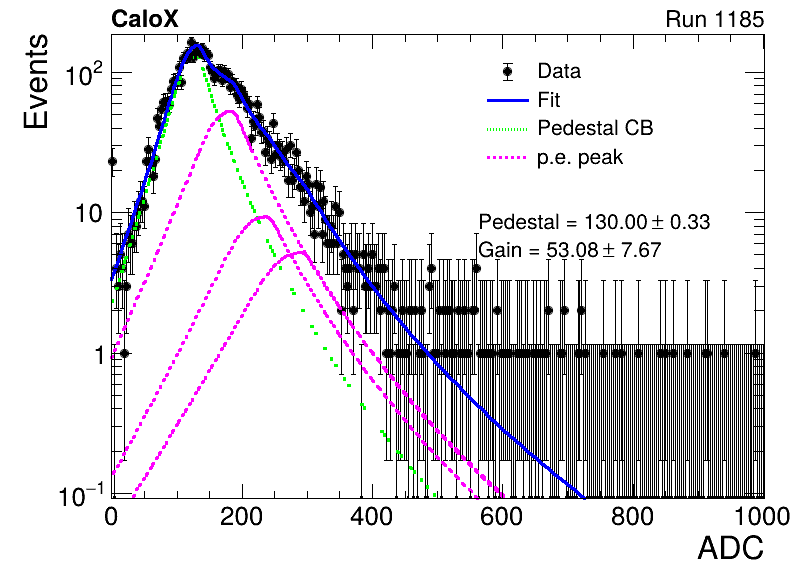 CaloX Run 1185
Events
10²
10
1
10⁻¹
Data
Fit
Pedestal CB
p.e. peak
Pedestal = 130.00 ± 0.33
Gain = 53.08 ± 7.67
0 200 400 600 800 1000
ADC